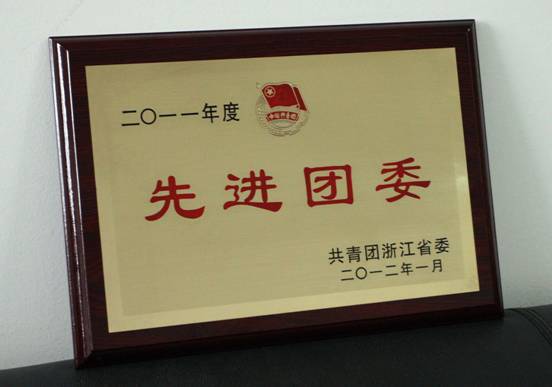 二〇一一年度
先进团委
共青团浙江省委
二〇一二年一月